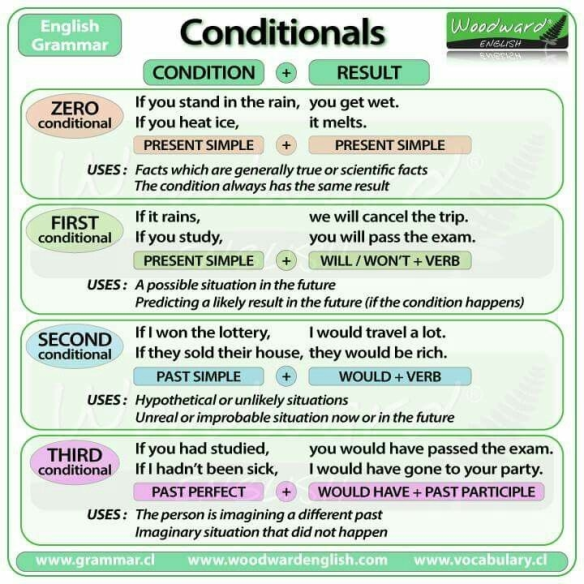 English
Grammar
Conditionals
Woodward®
ENGLISH
CONDITION + RESULT
ZERO
conditional
If you stand in the rain, you get wet.
If you heat ice, it melts.
PRESENT SIMPLE + PRESENT SIMPLE
USES: Facts which are generally true or scientific facts
The condition always has the same result
FIRST
conditional
If it rains, we will cancel the trip.
If you study, you will pass the exam.
PRESENT SIMPLE + WILL / WON'T + VERB
USES: A possible situation in the future
Predicting a likely result in the future (if the condition happens)
SECOND
conditional
If I won the lottery, I would travel a lot.
If they sold their house, they would be rich.
PAST SIMPLE + WOULD + VERB
USES: Hypothetical or unlikely situations
Unreal or improbable situation now or in the future
THIRD
conditional
If you had studied, you would have passed the exam.
If I hadn't been sick, I would have gone to your party.
PAST PERFECT + WOULD HAVE + PAST PARTICIPLE
USES: The person is imagining a different past
Imaginary situation that did not happen
www.grammar.cl www.woodwardenglish.com www.vocabulary.cl